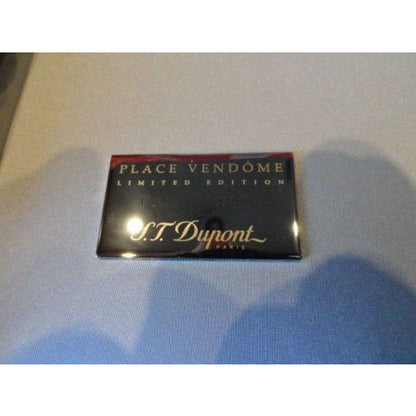 PLACE VENDÔME
LIMITED EDITION
S.T. Dupont
PARIS